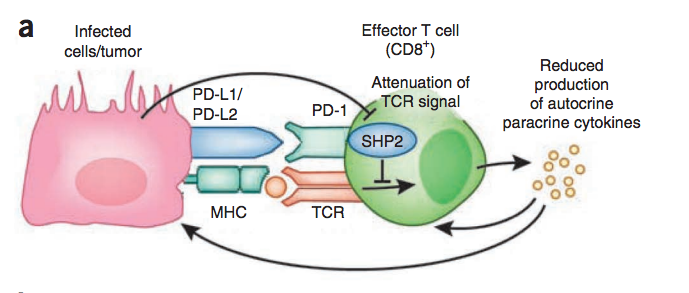 a
Infected
cells/tumor
PD-L1/
PD-L2
PD-1
MHC
TCR
Effector T cell
(CD8⁺)
Attenuation of
TCR signal
SHP2
Reduced
production
of autocrine
paracrine cytokines